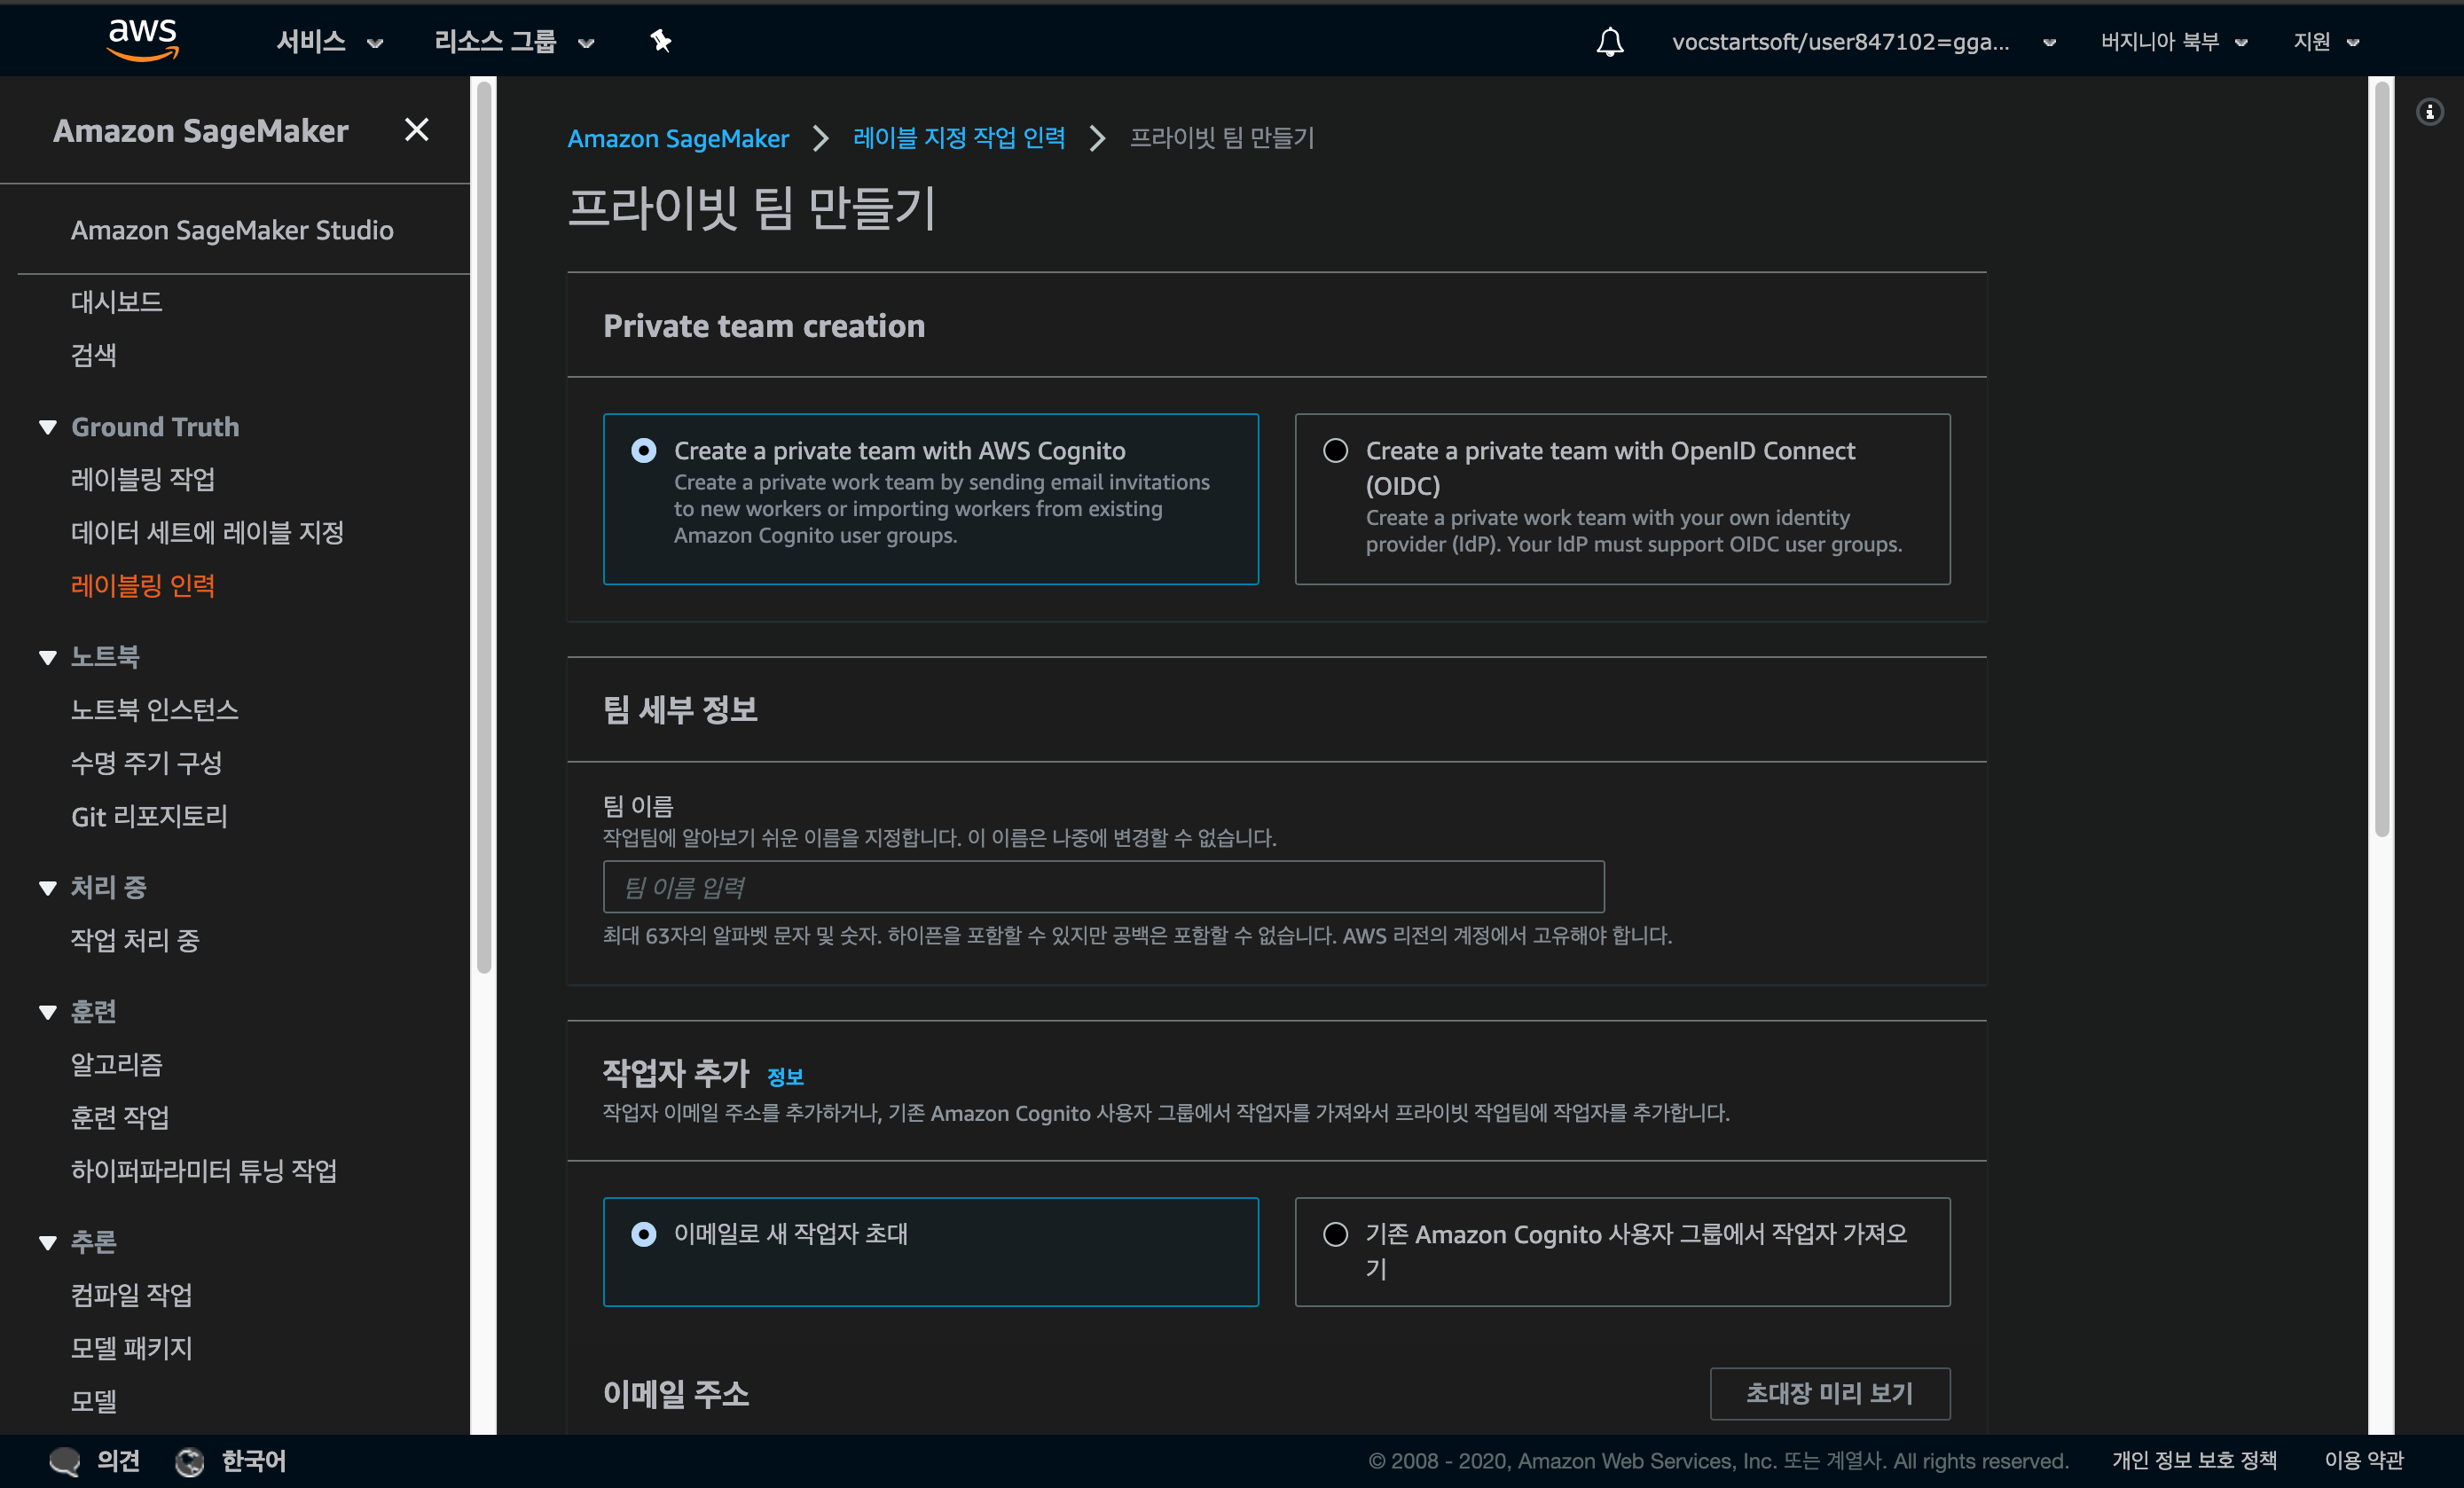 aws
서비스
리소스 그룹
vocstartsoft/user847102=gga...
버지니아 북부
지원
Amazon SageMaker
Amazon SageMaker Studio
대시보드
검색
Ground Truth
레이블링 작업
데이터 세트에 레이블 지정
레이블링 인력
노트북
노트북 인스턴스
수명 주기 구성
Git 리포지토리
처리 중
작업 처리 중
훈련
알고리즘
훈련 작업
하이퍼파라미터 튜닝 작업
추론
컴파일 작업
모델 패키지
모델
Amazon SageMaker > 레이블 지정 작업 인력 > 프라이빗 팀 만들기
프라이빗 팀 만들기
Private team creation
Create a private team with AWS Cognito
Create a private work team by sending email invitations
to new workers or importing workers from existing
Amazon Cognito user groups.
Create a private team with OpenID Connect
(OIDC)
Create a private work team with your own identity
provider (IdP). Your IdP must support OIDC user groups.
팀 세부 정보
팀 이름
작업팀에 알아보기 쉬운 이름을 지정합니다. 이 이름은 나중에 변경할 수 없습니다.
팀 이름 입력
최대 63자의 알파벳 문자 및 숫자. 하이픈을 포함할 수 있지만 공백은 포함할 수 없습니다. AWS 리전의 계정에서 고유해야 합니다.
작업자 추가 정보
작업자 이메일 주소를 추가하거나, 기존 Amazon Cognito 사용자 그룹에서 작업자를 가져와서 프라이빗 작업팀에 작업자를 추가합니다.
이메일로 새 작업자 초대
기존 Amazon Cognito 사용자 그룹에서 작업자 가져오
기
이메일 주소
초대장 미리 보기
의견
한국어
© 2008 - 2020, Amazon Web Services, Inc. 또는 계열사. All rights reserved.
개인 정보 보호 정책
이용 약관